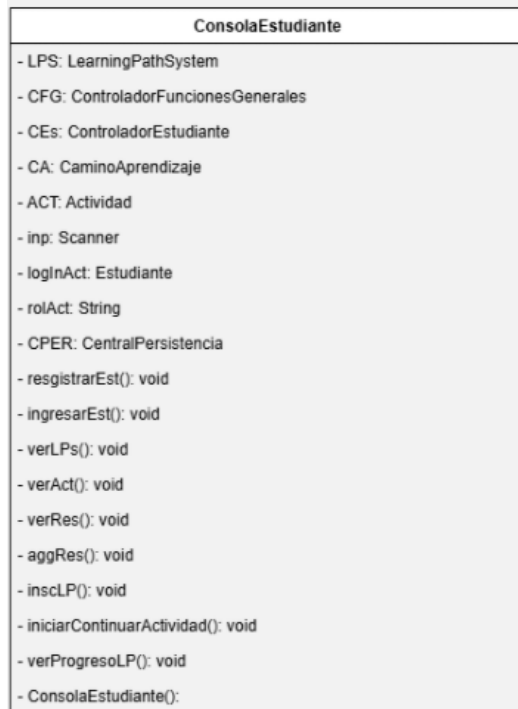 ConsolaEstudiante
- LPS: LearningPathSystem
- CFG: ControladorFuncionesGenerales
- CEs: ControladorEstudiante
- CA: CaminoAprendizaje
- ACT: Actividad
- inp: Scanner
- logInAct: Estudiante
- rolAct: String
- CPER: CentralPersistencia
- resgistrarEst(): void
- ingresarEst(): void
- verLPs(): void
- verAct(): void
- verRes(): void
- aggRes(): void
- inscLP(): void
- iniciarContinuarActividad(): void
- verProgresoLP(): void
- ConsolaEstudiante():